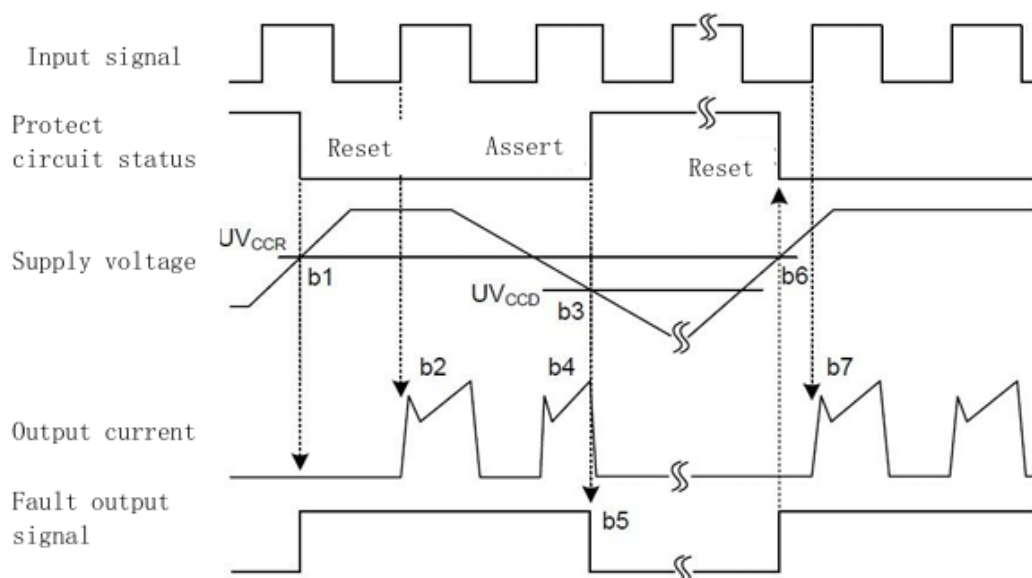 Input signal
Protect
circuit status
Reset
Assert
Reset
UVCCR
Supply voltage
b1
UVCCD
b3
b6
b2
b4
b7
Output current
Fault output
signal
b5